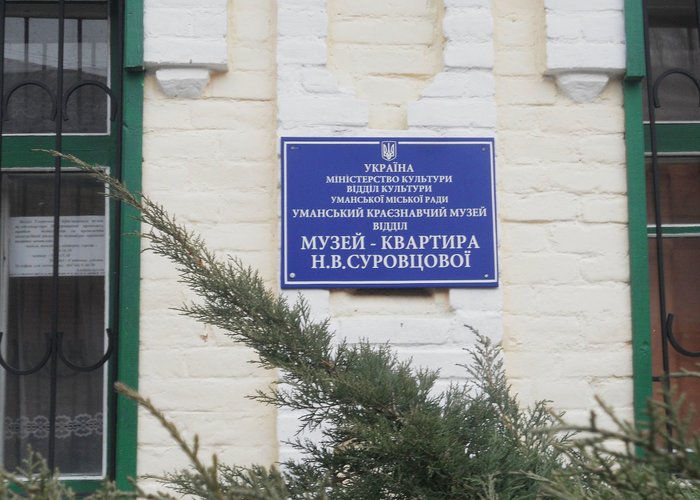 УКРАЇНА
МІНІСТЕРСТВО КУЛЬТУРИ
ВІДДІЛ КУЛЬТУРИ
УМАНСЬКОЇ МІСЬКОЇ РАДИ
УМАНСЬКИЙ КРАЄЗНАВЧИЙ МУЗЕЙ
ВІДДІЛ
МУЗЕЙ - КВАРТИРА
Н.В.СУРОВЦОВОЇ